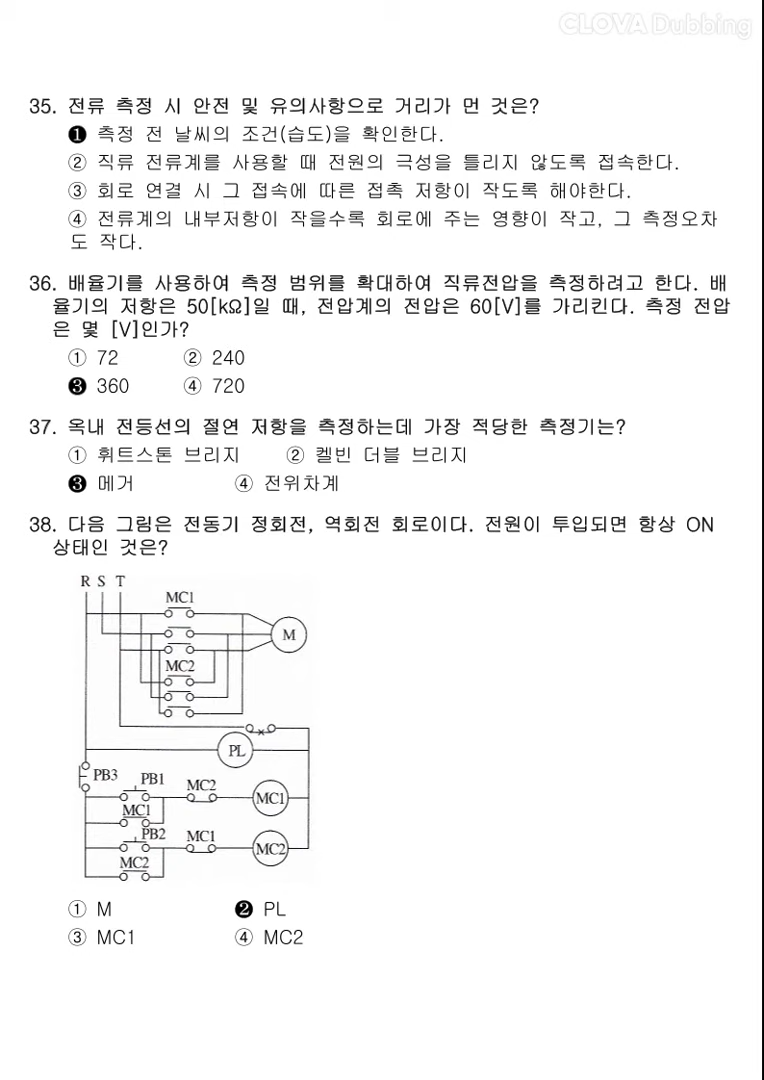 CLOVA Dubbing
35. 전류 측정 시 안전 및 유의사항으로 거리가 먼 것은?
❶ 측정 전 날씨의 조건(습도)을 확인한다.
② 직류 전류계를 사용할 때 전원의 극성을 틀리지 않도록 접속한다.
③ 회로 연결 시 그 접속에 따른 접촉 저항이 작도록 해야한다.
④ 전류계의 내부저항이 작을수록 회로에 주는 영향이 작고, 그 측정오차
도 작다.
36. 배율기를 사용하여 측정 범위를 확대하여 직류전압을 측정하려고 한다. 배
율기의 저항은 50[kΩ]일 때, 전압계의 전압은 60[V]를 가리킨다. 측정 전압
은 몇 [V]인가?
① 72 ② 240
❸ 360 ④ 720
37. 옥내 전등선의 절연 저항을 측정하는데 가장 적당한 측정기는?
① 휘트스톤 브리지 ② 켈빈 더블 브리지
❸ 메거 ④ 전위차계
38. 다음 그림은 전동기 정회전, 역회전 회로이다. 전원이 투입되면 항상 ON
상태인 것은?
R S T
MC1
M
MC2
PL
PB3
PB1
MC2
MC1
MC1
PB2
MC1
MC2
MC2
① M ❷ PL
③ MC1 ④ MC2